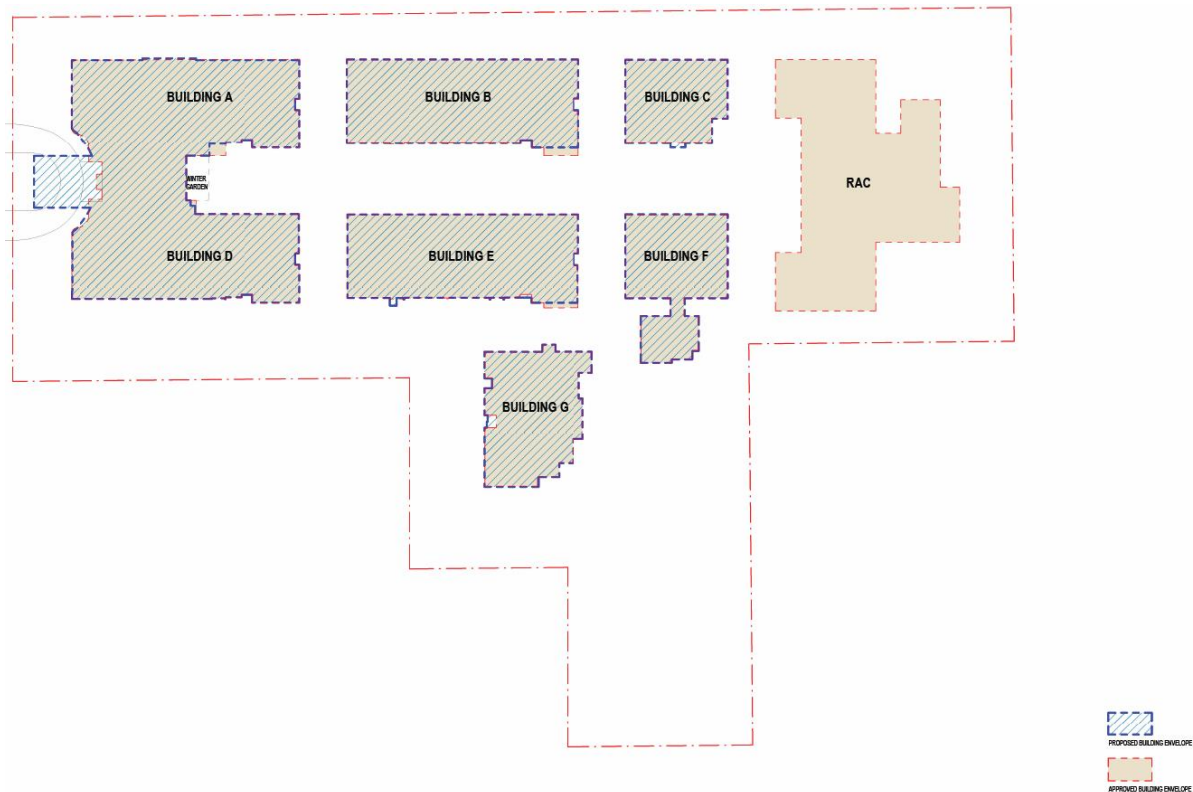 BUILDING A
BUILDING B
BUILDING C
WINTER
GARDEN
RAC
BUILDING D
BUILDING E
BUILDING F
BUILDING G
PROPOSED BUILDING ENVELOPE
APPROVED BUILDING ENVELOPE